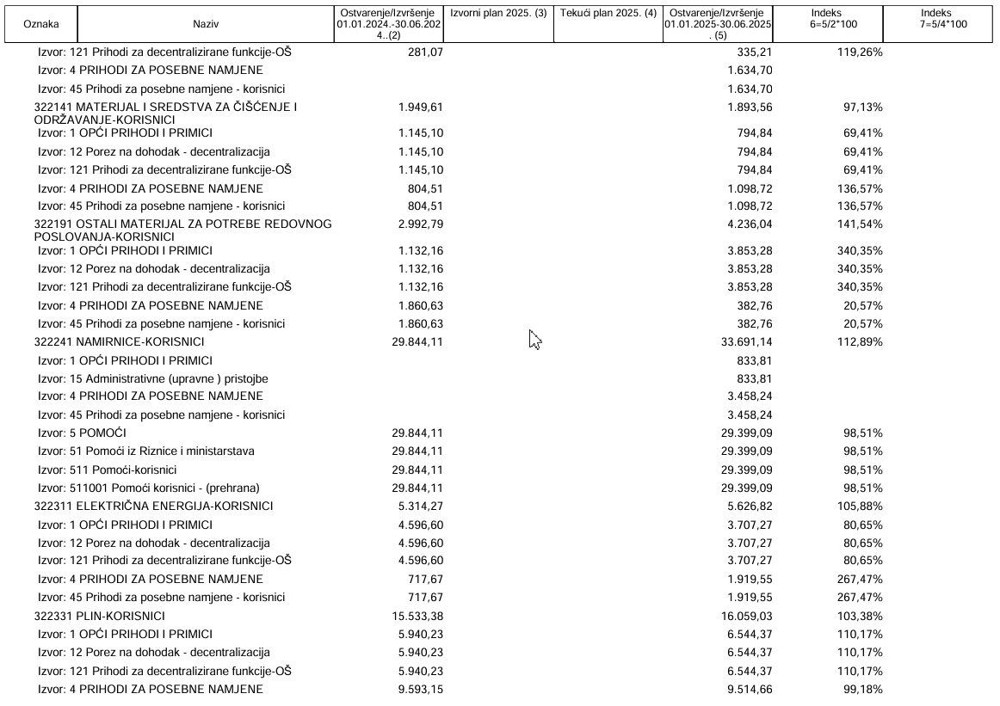 Oznaka Naziv Ostvarenje/Izvršenje 01.01.2024.-30.06.202 4..(2) Izvorni plan 2025. (3) Tekući plan 2025. (4) Ostvarenje/Izvršenje 01.01.2025-30.06.2025 . (5) Indeks 6=5/2*100 Indeks 7=5/4*100
Izvor: 121 Prihodi za decentralizirane funkcije-OŠ 281,07 335,21 119,26%
Izvor: 4 PRIHODI ZA POSEBNE NAMJENE 1.634,70
Izvor: 45 Prihodi za posebne namjene - korisnici 1.634,70
322141 MATERIJAL I SREDSTVA ZA ČIŠĆENJE I 1.949,61 1.893,56 97,13%
ODRŽAVANJE-KORISNICI
Izvor: 1 OPĆI PRIHODI I PRIMICI 1.145,10 794,84 69,41%
Izvor: 12 Porez na dohodak - decentralizacija 1.145,10 794,84 69,41%
Izvor: 121 Prihodi za decentralizirane funkcije-OŠ 1.145,10 794,84 69,41%
Izvor: 4 PRIHODI ZA POSEBNE NAMJENE 804,51 1.098,72 136,57%
Izvor: 45 Prihodi za posebne namjene - korisnici 804,51 1.098,72 136,57%
322191 OSTALI MATERIJAL ZA POTREBE REDOVNOG 2.992,79 4.236,04 141,54%
POSLOVANJA-KORISNICI
Izvor: 1 OPĆI PRIHODI I PRIMICI 1.132,16 3.853,28 340,35%
Izvor: 12 Porez na dohodak - decentralizacija 1.132,16 3.853,28 340,35%
Izvor: 121 Prihodi za decentralizirane funkcije-OŠ 1.132,16 3.853,28 340,35%
Izvor: 4 PRIHODI ZA POSEBNE NAMJENE 1.860,63 382,76 20,57%
Izvor: 45 Prihodi za posebne namjene - korisnici 1.860,63 382,76 20,57%
322241 NAMIRNICE-KORISNICI 29.844,11 33.691,14 112,89%
Izvor: 1 OPĆI PRIHODI I PRIMICI 833,81
Izvor: 15 Administrativne (upravne ) pristojbe 833,81
Izvor: 4 PRIHODI ZA POSEBNE NAMJENE 3.458,24
Izvor: 45 Prihodi za posebne namjene - korisnici 3.458,24
Izvor: 5 POMOĆI 29.844,11 29.399,09 98,51%
Izvor: 51 Pomoći iz Riznice i ministarstava 29.844,11 29.399,09 98,51%
Izvor: 511 Pomoći-korisnici 29.844,11 29.399,09 98,51%
Izvor: 511001 Pomoći korisnici - (prehrana) 29.844,11 29.399,09 98,51%
322311 ELEKTRIČNA ENERGIJA-KORISNICI 5.314,27 5.626,82 105,88%
Izvor: 1 OPĆI PRIHODI I PRIMICI 4.596,60 3.707,27 80,65%
Izvor: 12 Porez na dohodak - decentralizacija 4.596,60 3.707,27 80,65%
Izvor: 121 Prihodi za decentralizirane funkcije-OŠ 4.596,60 3.707,27 80,65%
Izvor: 4 PRIHODI ZA POSEBNE NAMJENE 717,67 1.919,55 267,47%
Izvor: 45 Prihodi za posebne namjene - korisnici 717,67 1.919,55 267,47%
322331 PLIN-KORISNICI 15.533,38 16.059,03 103,38%
Izvor: 1 OPĆI PRIHODI I PRIMICI 5.940,23 6.544,37 110,17%
Izvor: 12 Porez na dohodak - decentralizacija 5.940,23 6.544,37 110,17%
Izvor: 121 Prihodi za decentralizirane funkcije-OŠ 5.940,23 6.544,37 110,17%
Izvor: 4 PRIHODI ZA POSEBNE NAMJENE 9.593,15 9.514,66 99,18%